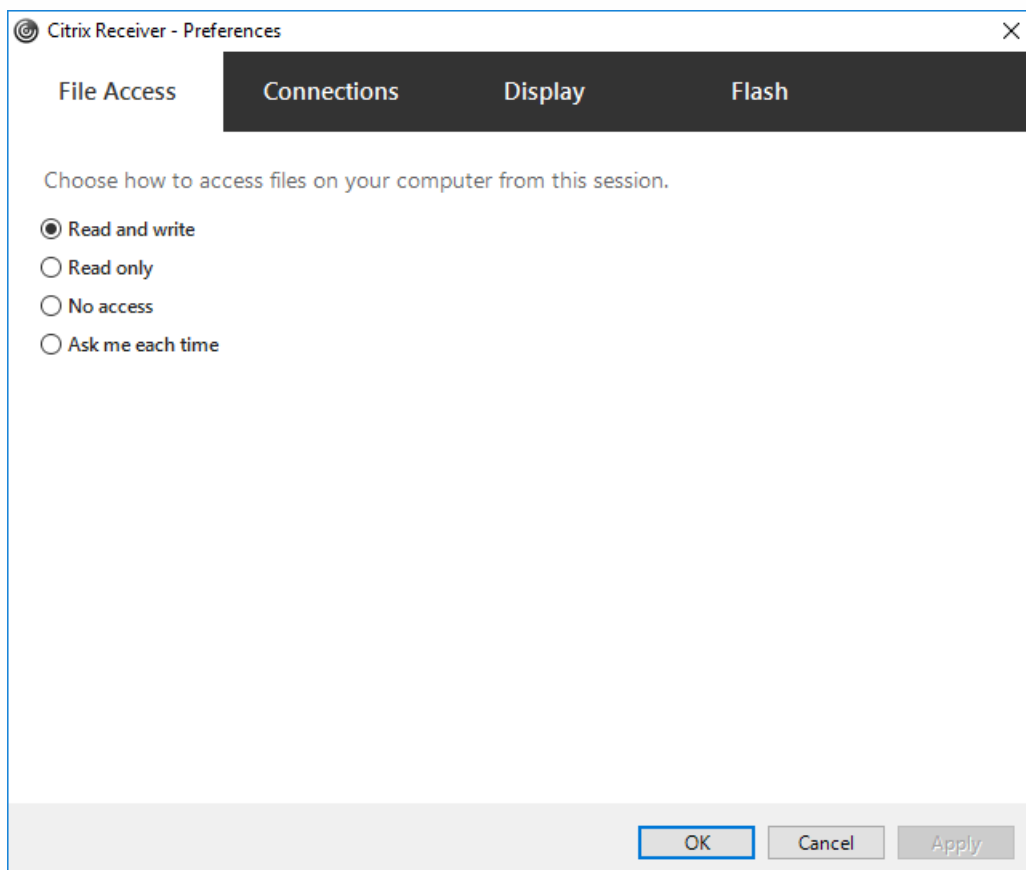 Citrix Receiver - Preferences
File Access Connections Display Flash
Choose how to access files on your computer from this session.
Read and write
Read only
No access
Ask me each time
OK Cancel Apply